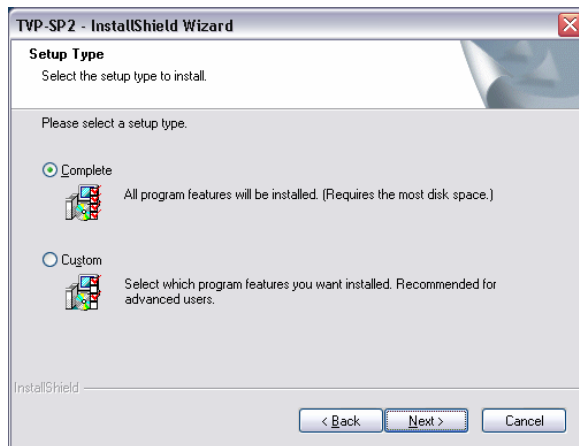 TVP-SP2 - InstallShield Wizard
Setup Type
Select the setup type to install.
Please select a setup type.
Complete
All program features will be installed. (Requires the most disk space.)
Custom
Select which program features you want installed. Recommended for
advanced users.
InstallShield
< Back
Next >
Cancel